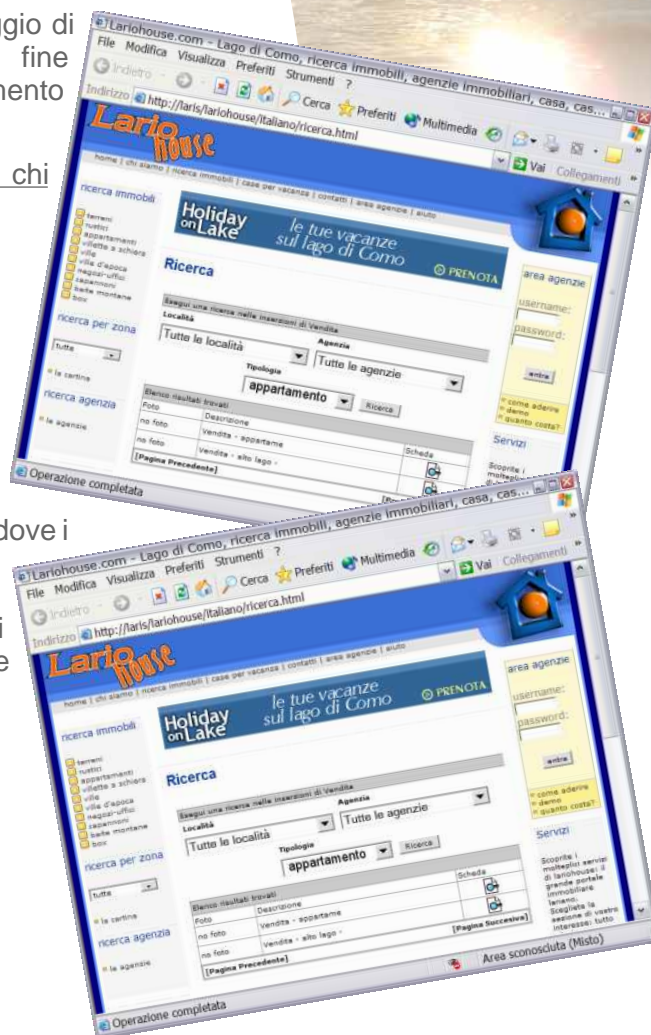 ggio di
fine
mento
chi
Lariohouse.com - Lago di Como, ricerca immobili, agenzie immobiliari, casa, cas...
File Modifica Visualizza Preferiti Strumenti ?
Indietro Cerca Preferiti Multimedia
Indirizzo http://laris/lariohouse/italiano/ricerca.html Vai Collegamenti »
Lario house
home | chi siamo | ricerca immobili | case per vacanza | contatti | area agenzie | aiuto
ricerca immobili
terreni
rustici
appartamenti
villette a schiera
ville
ville d'epoca
negozi-uffici
capannoni
baite montane
box
ricerca per zona
tutte
la cartina
ricerca agenzia
le agenzie
Holiday on Lake
le tue vacanze
sul lago di Como
PRENOTA
Ricerca
Esegui una ricerca nelle inserzioni di Vendita
Località Agenzia
Tutte le località Tutte le agenzie
Tipologia
appartamento Ricerca
Elenco risultati trovati
Foto Descrizione Scheda
no foto Vendita - appartame
no foto Vendita - alto lago -
[Pagina Precedente]
area agenzie
username:
password:
entra
come aderire
demo
quanto costa?
Servizi
Scoprite i
molteplici
Operazione completata
dove i
i
e
Lariohouse.com - Lago di Como, ricerca immobili, agenzie immobiliari, casa, cas...
File Modifica Visualizza Preferiti Strumenti ?
Indietro Cerca Preferiti Multimedia
Indirizzo http://laris/lariohouse/italiano/ricerca.html Vai Collegamenti »
Lario house
home | chi siamo | ricerca immobili | case per vacanza | contatti | area agenzie | aiuto
ricerca immobili
terreni
rustici
appartamenti
villette a schiera
ville
ville d'epoca
negozi-uffici
capannoni
baite montane
box
ricerca per zona
tutte
la cartina
ricerca agenzia
le agenzie
Holiday on Lake
le tue vacanze
sul lago di Como
PRENOTA
Ricerca
Esegui una ricerca nelle inserzioni di Vendita
Località Agenzia
Tutte le località Tutte le agenzie
Tipologia
appartamento Ricerca
Elenco risultati trovati
Foto Descrizione Scheda
no foto Vendita - appartame
no foto Vendita - alto lago -
[Pagina Precedente] [Pagina Succesiva]
area agenzie
username:
password:
entra
come aderire
demo
quanto costa?
Servizi
Scoprite i
molteplici servizi
di lariohouse: il
grande portale
immobiliare
lariano.
Scegliete la
sezione di vostro
interesse: tutto
Operazione completata Area sconosciuta (Misto)